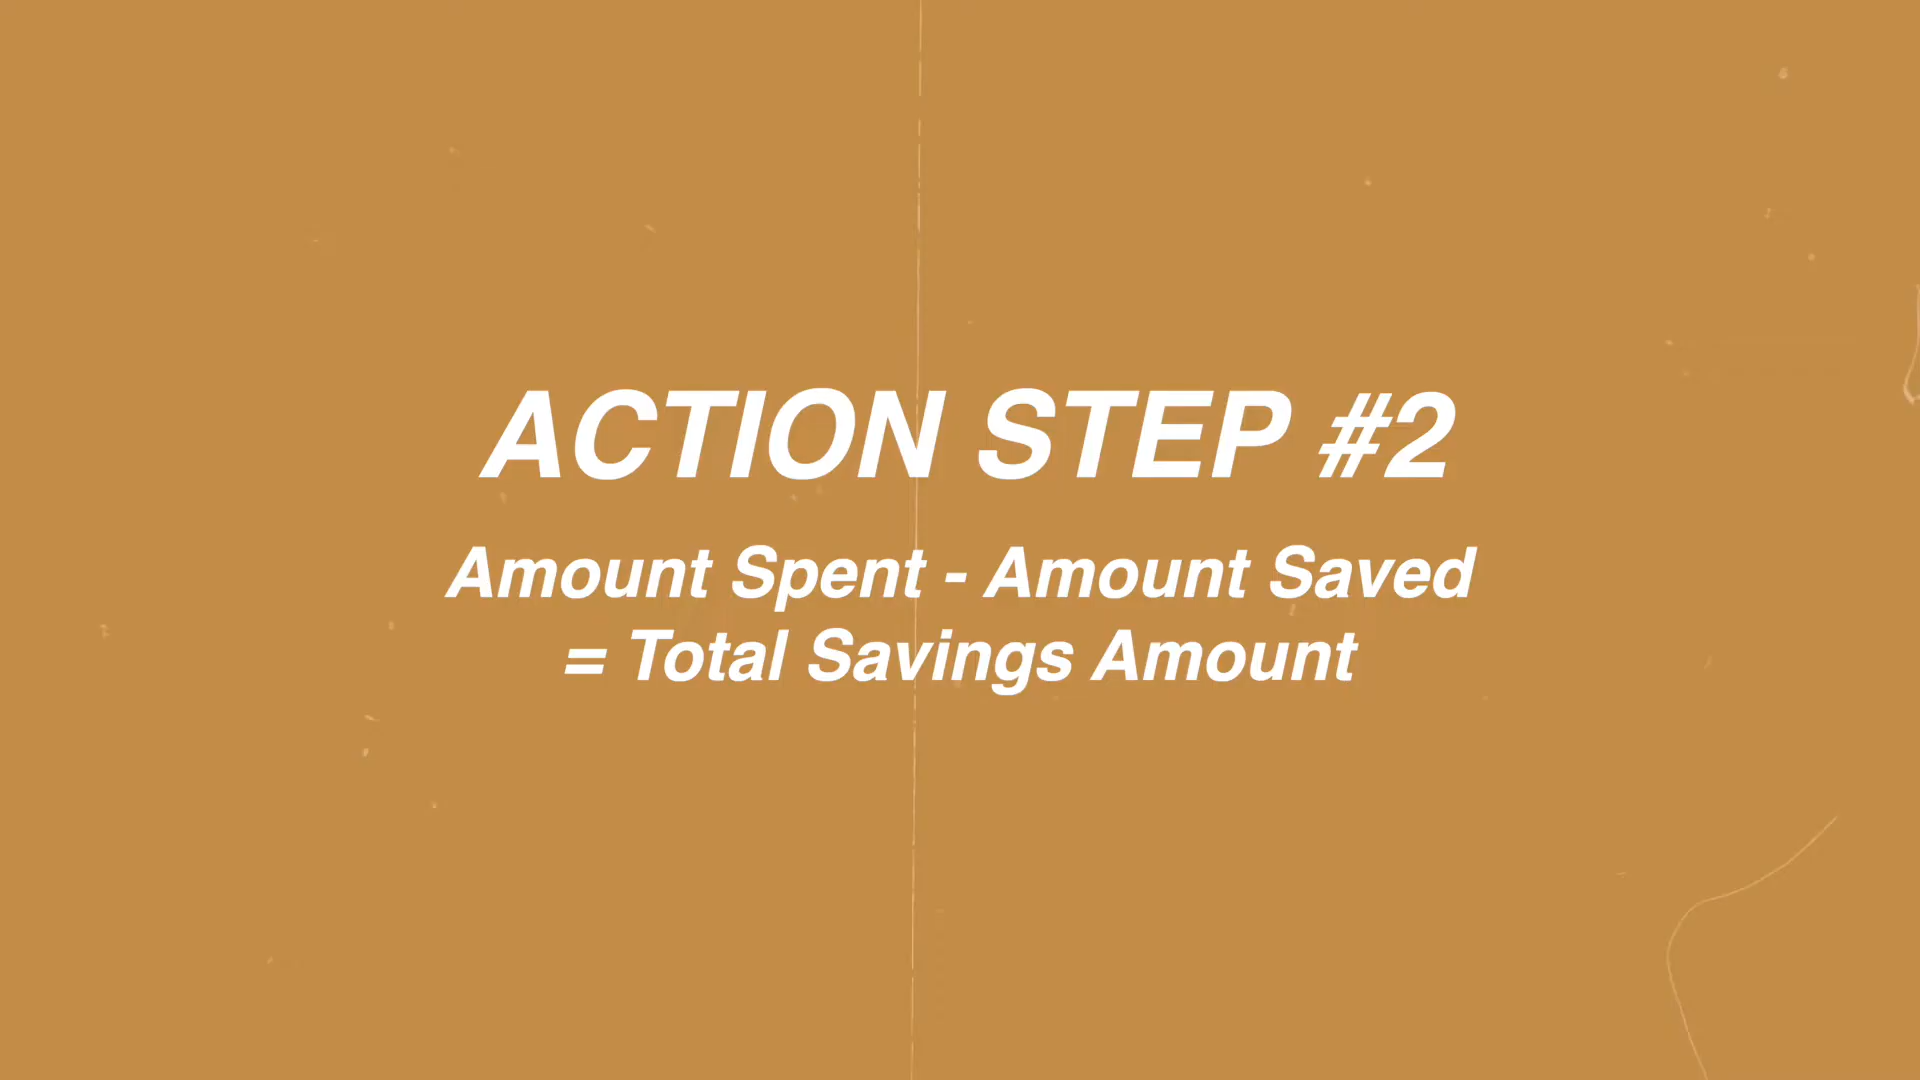 ACTION STEP #2
Amount Spent - Amount Saved
= Total Savings Amount